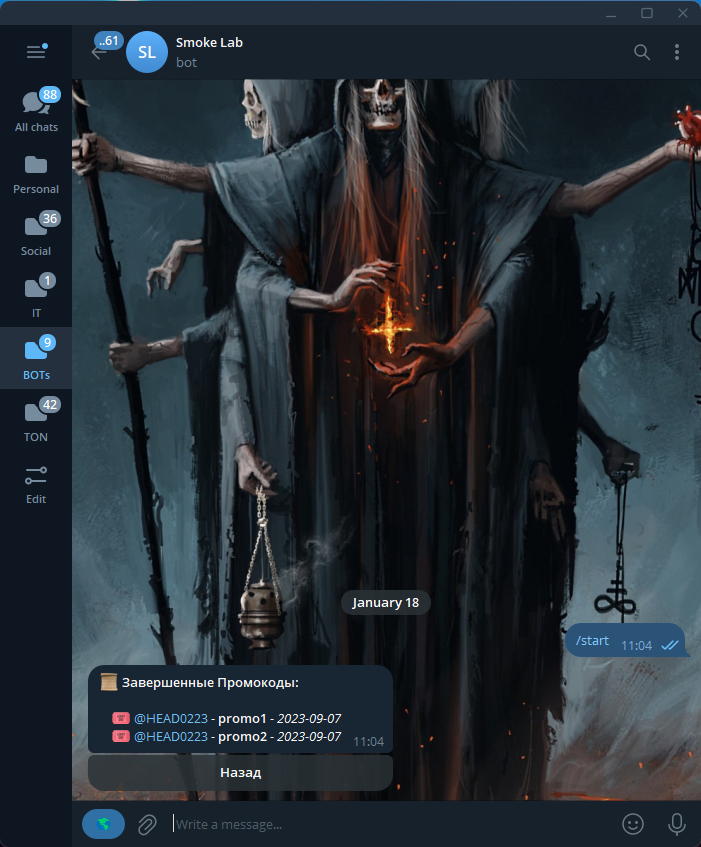 ..61
SL
Smoke Lab
bot
88
All chats
Personal
36
Social
1
IT
9
BOTs
42
TON
Edit
January 18
/start 11:04
Завершенные Промокоды:
@HEAD0223 - promo1 - 2023-09-07
@HEAD0223 - promo2 - 2023-09-07
11:04
Назад
Write a message...